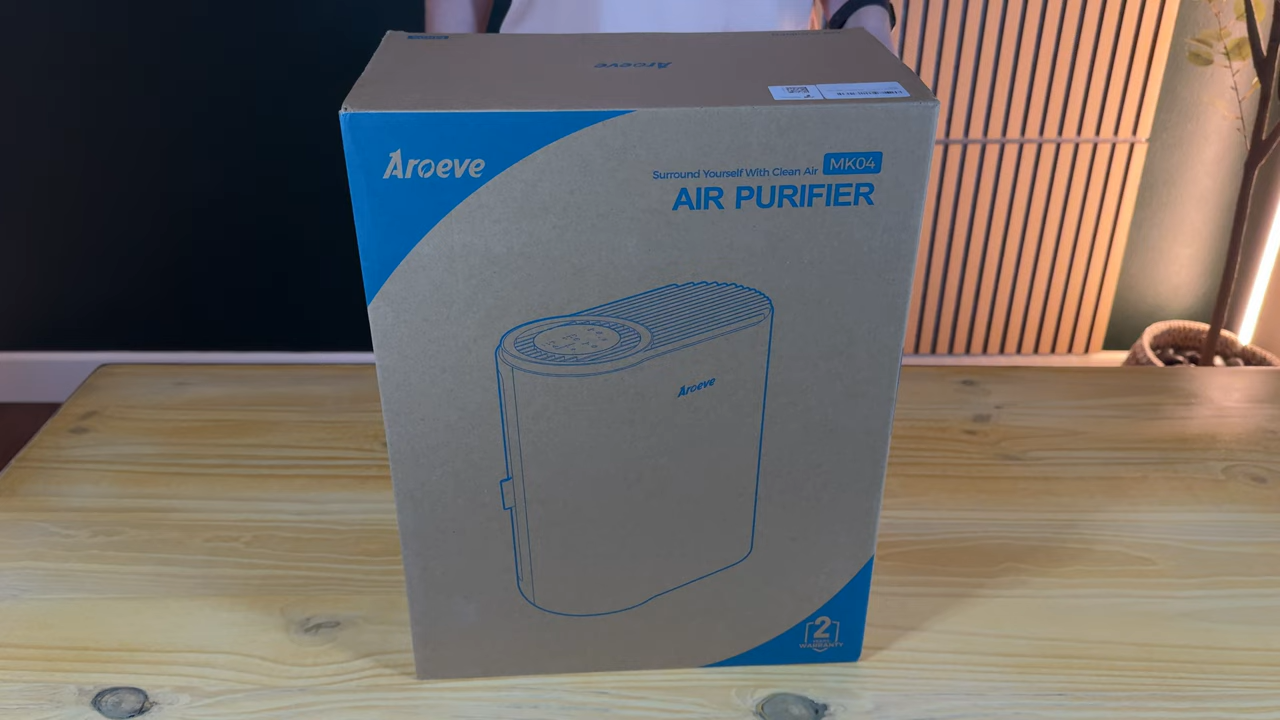 Aroeve
Aroeve
Surround Yourself With Clean Air MK04
AIR PURIFIER
Aroeve
2
WARRANTY